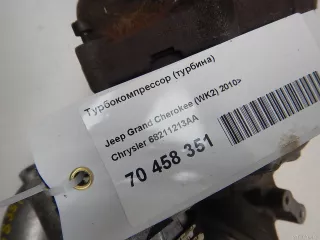 Турбокомпрессор (турбина)
Jeep Grand Cherokee (WK2) 2010>
Chrysler 68211213AA
70 458 351